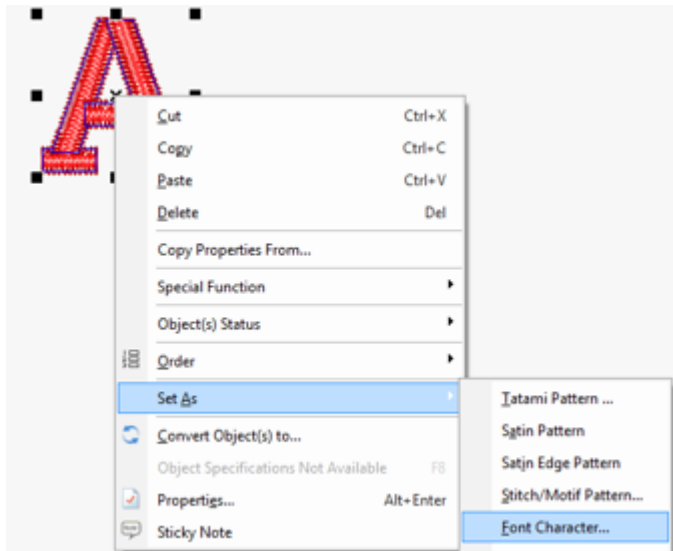 A
Cut Ctrl+X
Copy Ctrl+C
Paste Ctrl+V
Delete Del
Copy Properties From...
Special Function
Object(s) Status
Order
Set As
Convert Object(s) to...
Object Specifications Not Available F8
Properties... Alt+Enter
Sticky Note
Tatami Pattern ...
Satin Pattern
Satin Edge Pattern
Stitch/Motif Pattern...
Font Character...